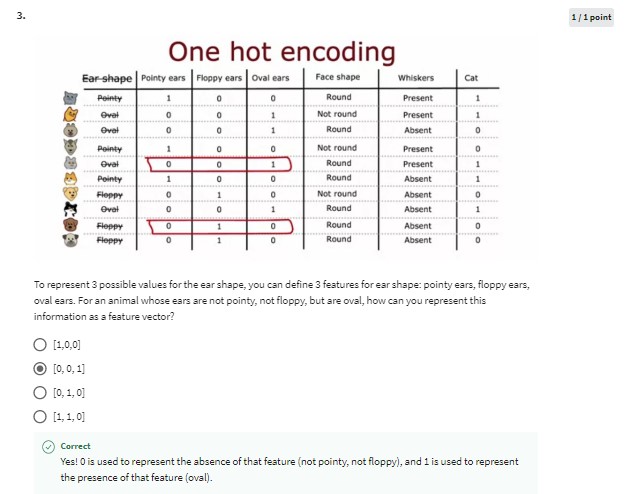 3.
1 / 1 point
One hot encoding
Ear shape Pointy ears Floppy ears Oval ears Face shape Whiskers Cat
Pointy 1 0 0 Round Present 1
Oval 0 0 1 Not round Present 1
Oval 0 0 1 Round Absent 0
Pointy 1 0 0 Not round Present 0
Oval 0 0 1 Round Present 1
Pointy 1 0 0 Round Absent 1
Floppy 0 1 0 Not round Absent 0
Oval 0 0 1 Round Absent 1
Floppy 0 1 0 Round Absent 0
Floppy 0 1 0 Round Absent 0
To represent 3 possible values for the ear shape, you can define 3 features for ear shape: pointy ears, floppy ears,
oval ears. For an animal whose ears are not pointy, not floppy, but are oval, how can you represent this
information as a feature vector?
[1,0,0]
[0, 0, 1]
[0, 1, 0]
[1, 1, 0]
Correct
Yes! 0 is used to represent the absence of that feature (not pointy, not floppy), and 1 is used to represent
the presence of that feature (oval).